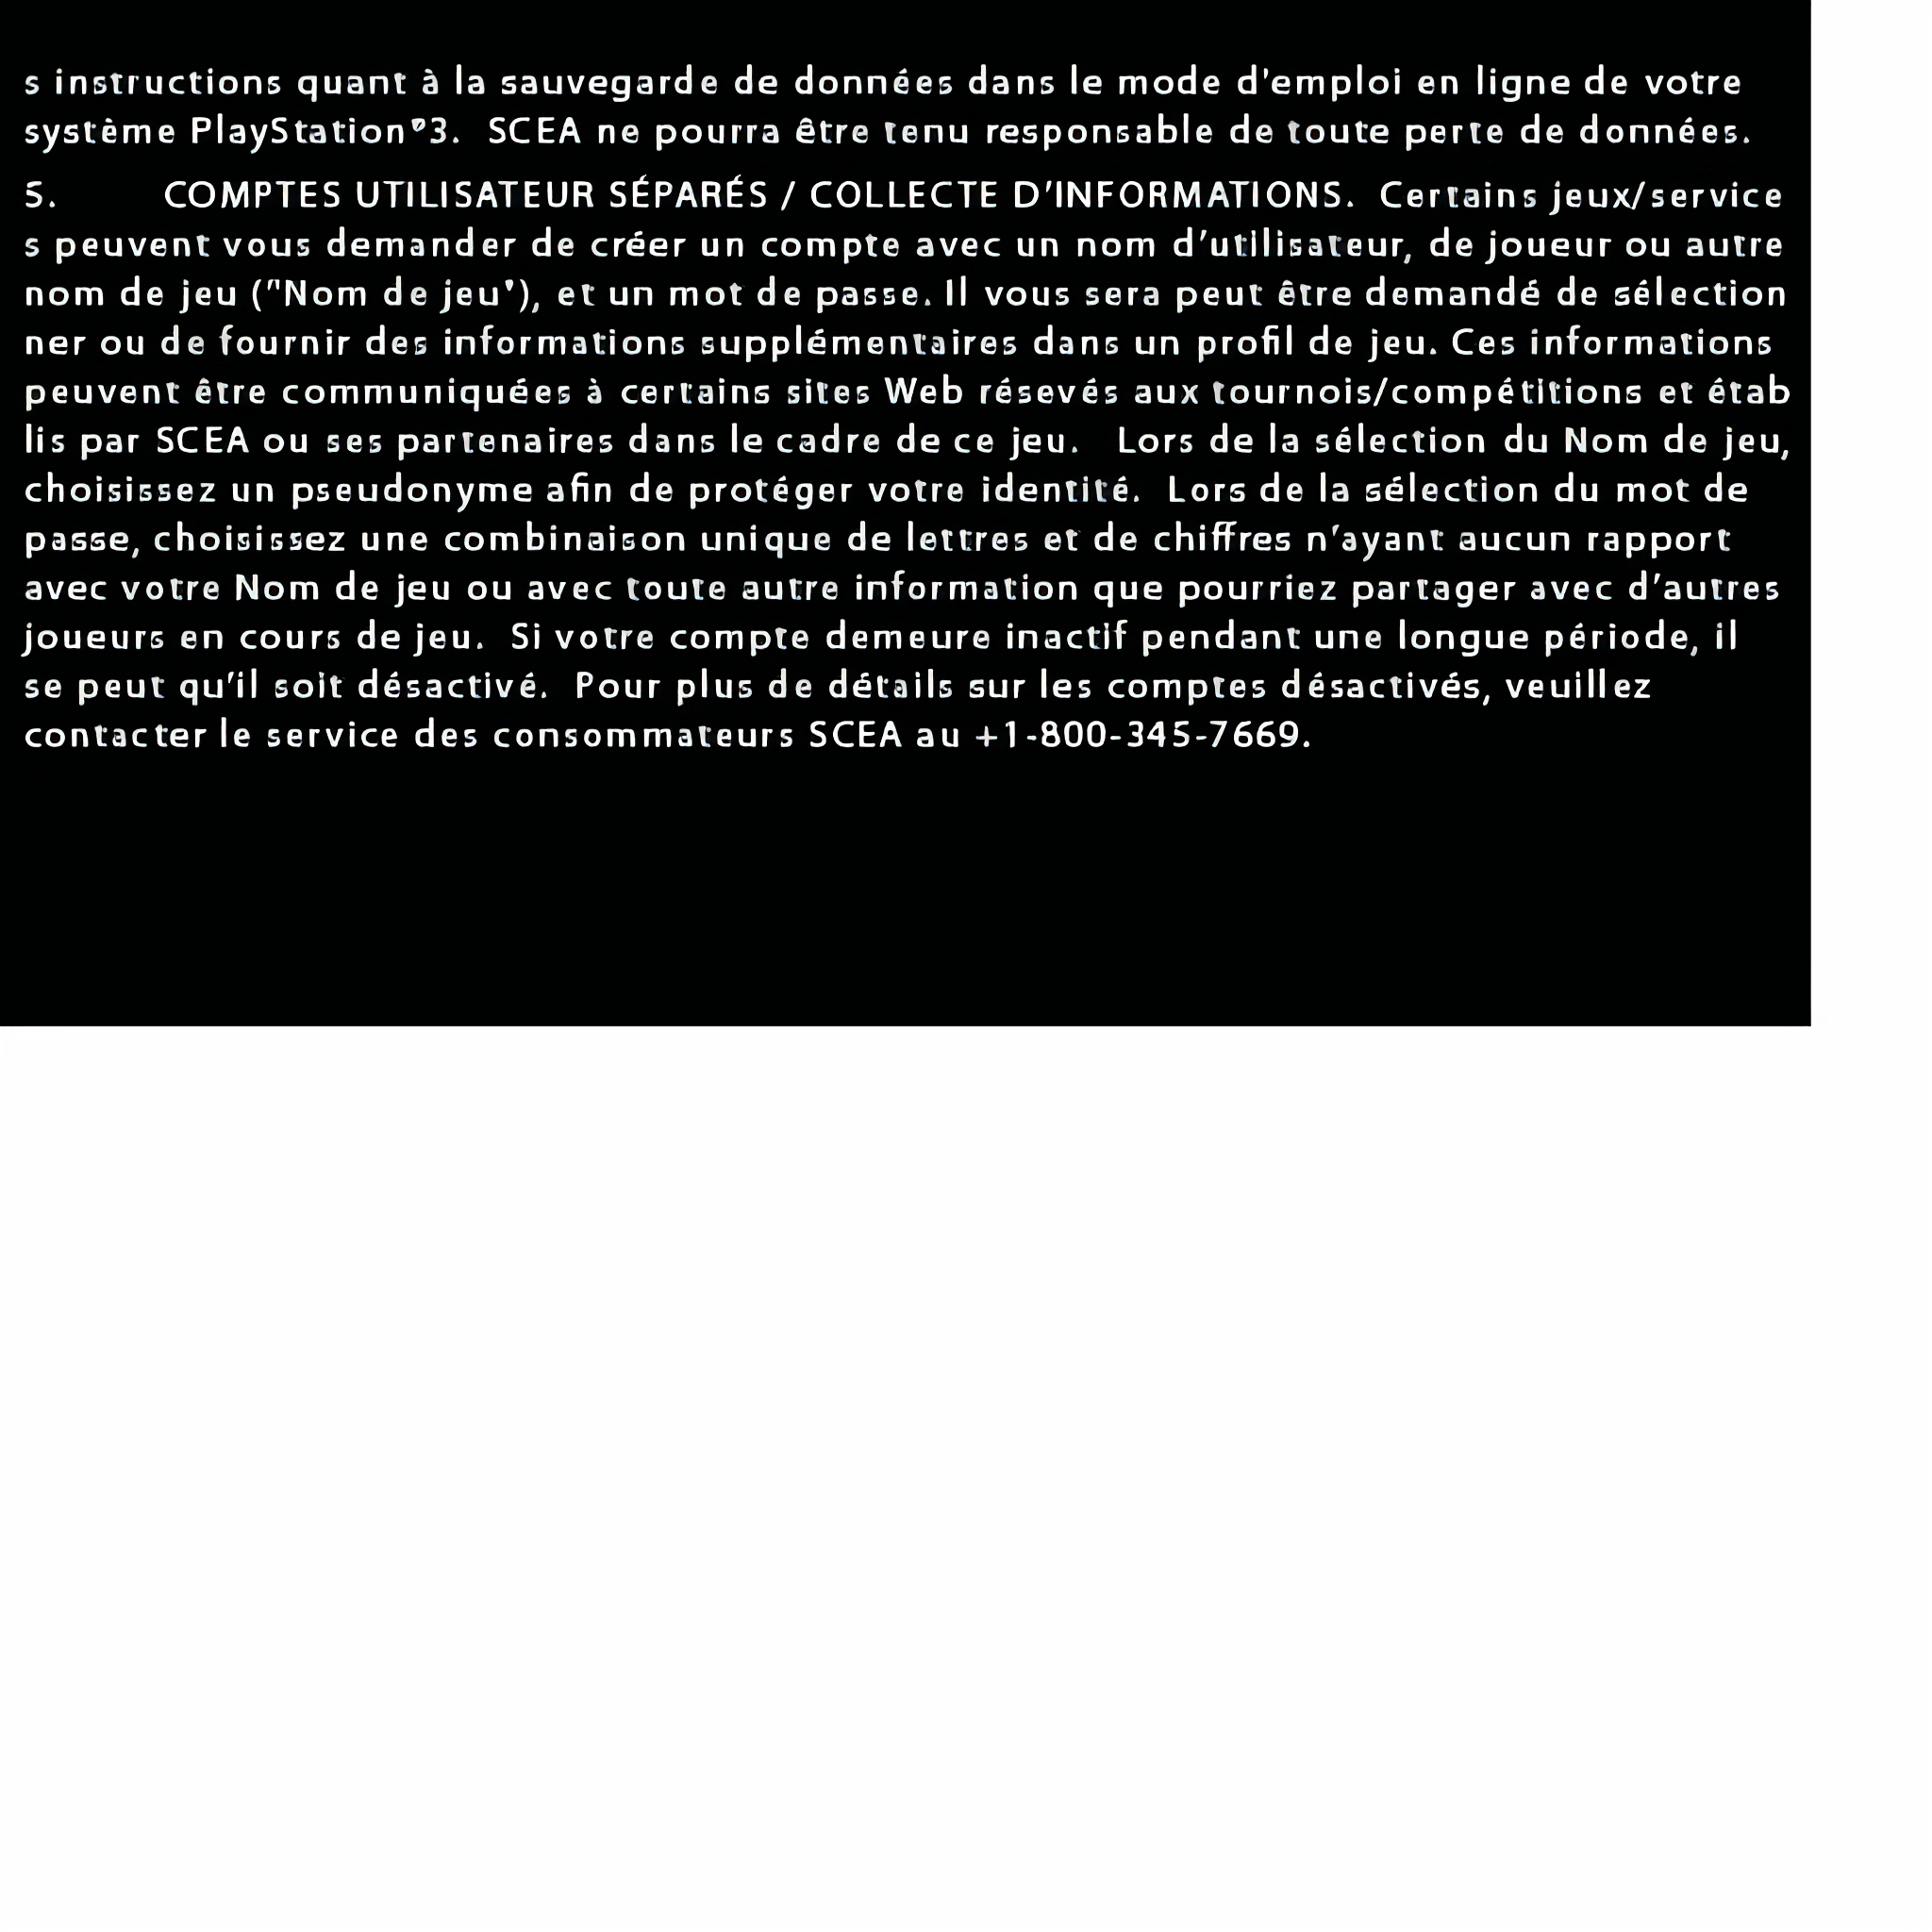 s instructions quant à la sauvegarde de données dans le mode d'emploi en ligne de votre
système PlayStation®3.  SCEA ne pourra être tenu responsable de toute perte de données.
5.	COMPTES UTILISATEUR SÉPARÉS / COLLECTE D'INFORMATIONS.  Certains jeux/service
s peuvent vous demander de créer un compte avec un nom d'utilisateur, de joueur ou autre
nom de jeu ("Nom de jeu"), et un mot de passe. Il vous sera peut être demandé de sélection
ner ou de fournir des informations supplémentaires dans un profil de jeu. Ces informations
peuvent être communiquées à certains sites Web résevés aux tournois/compétitions et étab
lis par SCEA ou ses partenaires dans le cadre de ce jeu.   Lors de la sélection du Nom de jeu,
choisissez un pseudonyme afin de protéger votre identité.  Lors de la sélection du mot de
passe, choisissez une combinaison unique de lettres et de chiffres n'ayant aucun rapport
avec votre Nom de jeu ou avec toute autre information que pourriez partager avec d'autres
joueurs en cours de jeu.  Si votre compte demeure inactif pendant une longue période, il
se peut qu'il soit désactivé.  Pour plus de détails sur les comptes désactivés, veuillez
contacter le service des consommateurs SCEA au +1-800-345-7669.